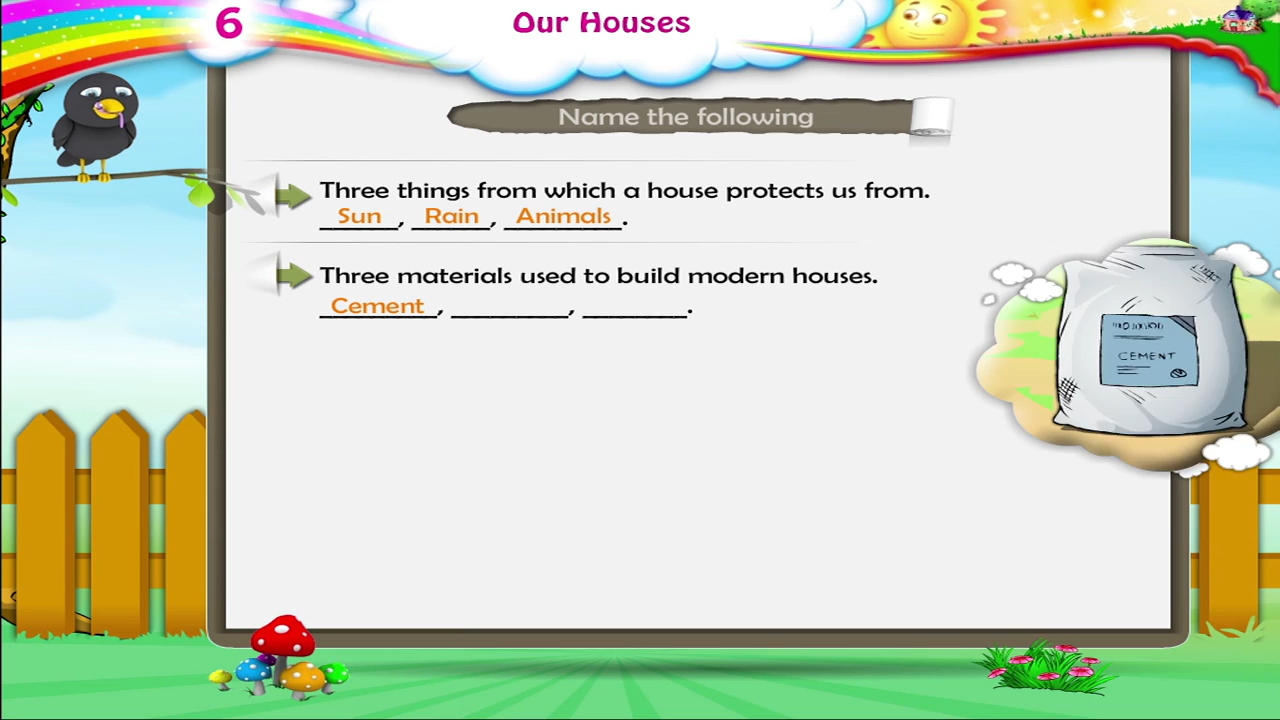 6
Our Houses
Name the following
Three things from which a house protects us from.
Sun, Rain, Animals.
Three materials used to build modern houses.
Cement, ________, ________.
CEMENT